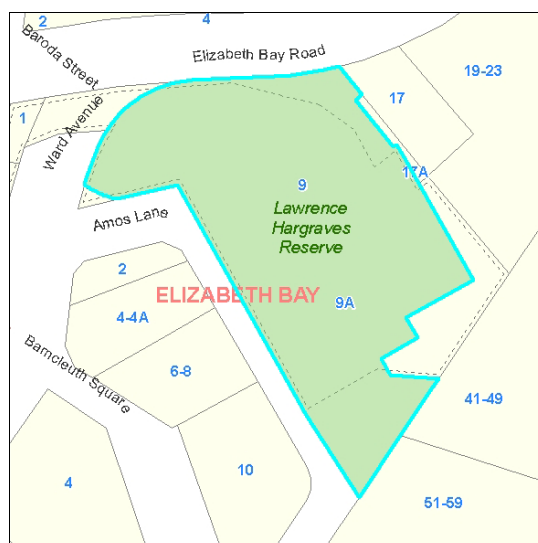 2
4
Elizabeth Bay Road
Baroda Street
19-23
17
1
Ward Avenue
17A
9
Lawrence
Hargraves
Reserve
Amos Lane
2
ELIZABETH BAY
9A
4-4A
6-8
Barncleuth Square
41-49
4
10
51-59